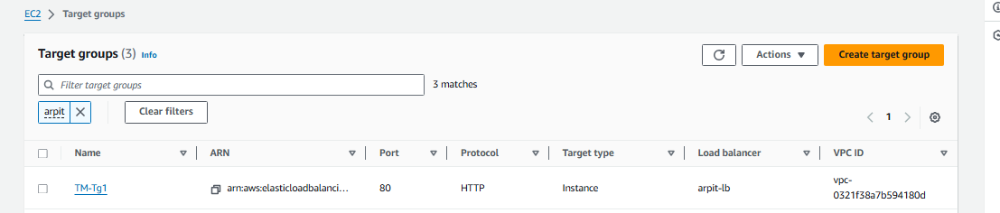 EC2 > Target groups
Target groups (3) Info
Actions
Create target group
Filter target groups
3 matches
arpit
Clear filters
1
Name ARN Port Protocol Target type Load balancer VPC ID
TM-Tg1 arn:aws:elasticloadbalanci... 80 HTTP Instance arpit-lb vpc-
0321f38a7b594180d